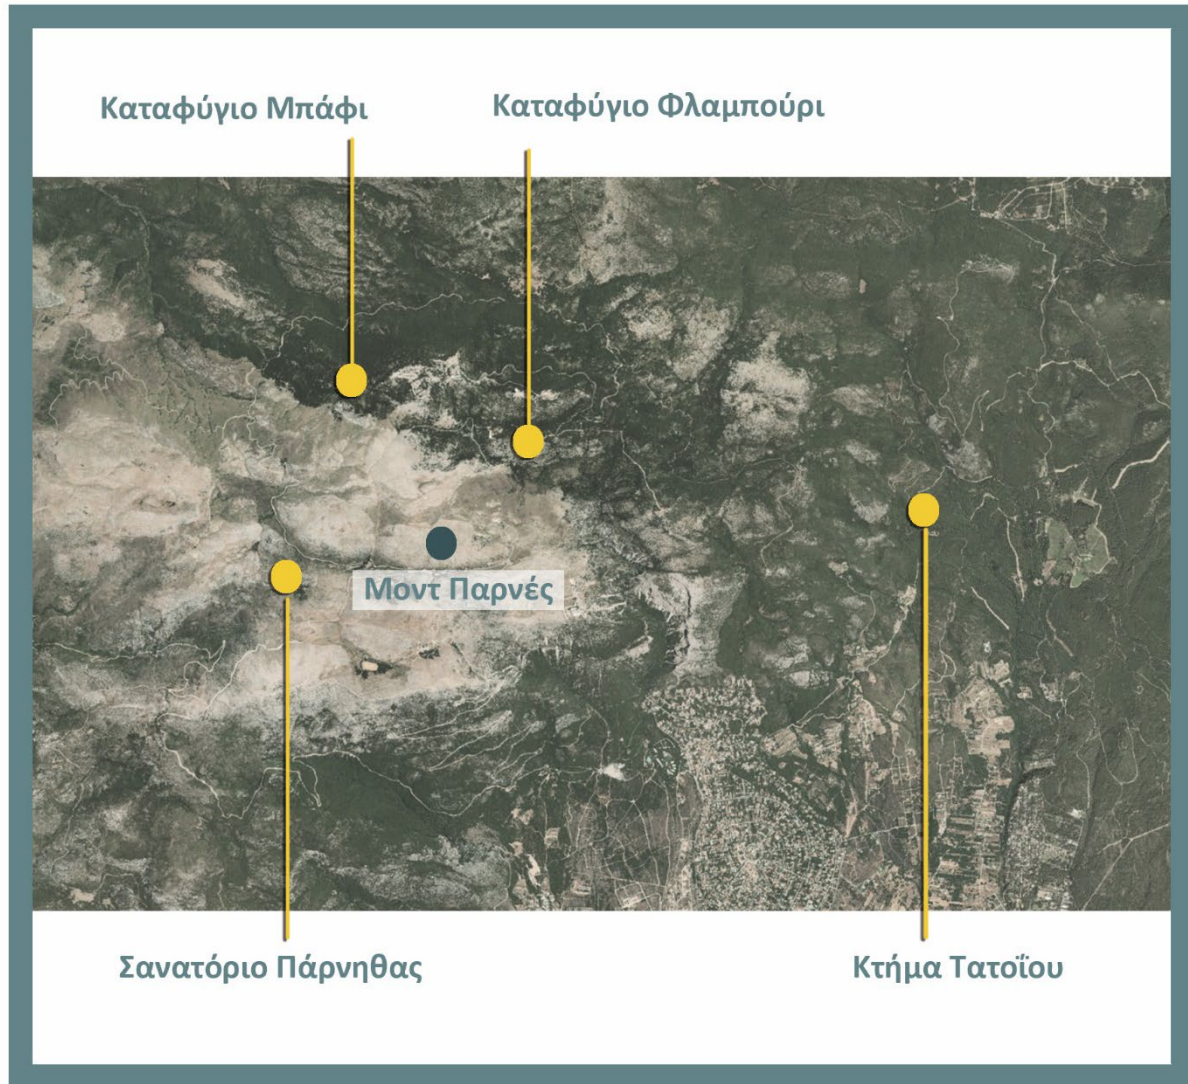 Καταφύγιο Μπάφι
Καταφύγιο Φλαμπούρι
Μοντ Παρνές
Σανατόριο Πάρνηθας
Κτήμα Τατοΐου